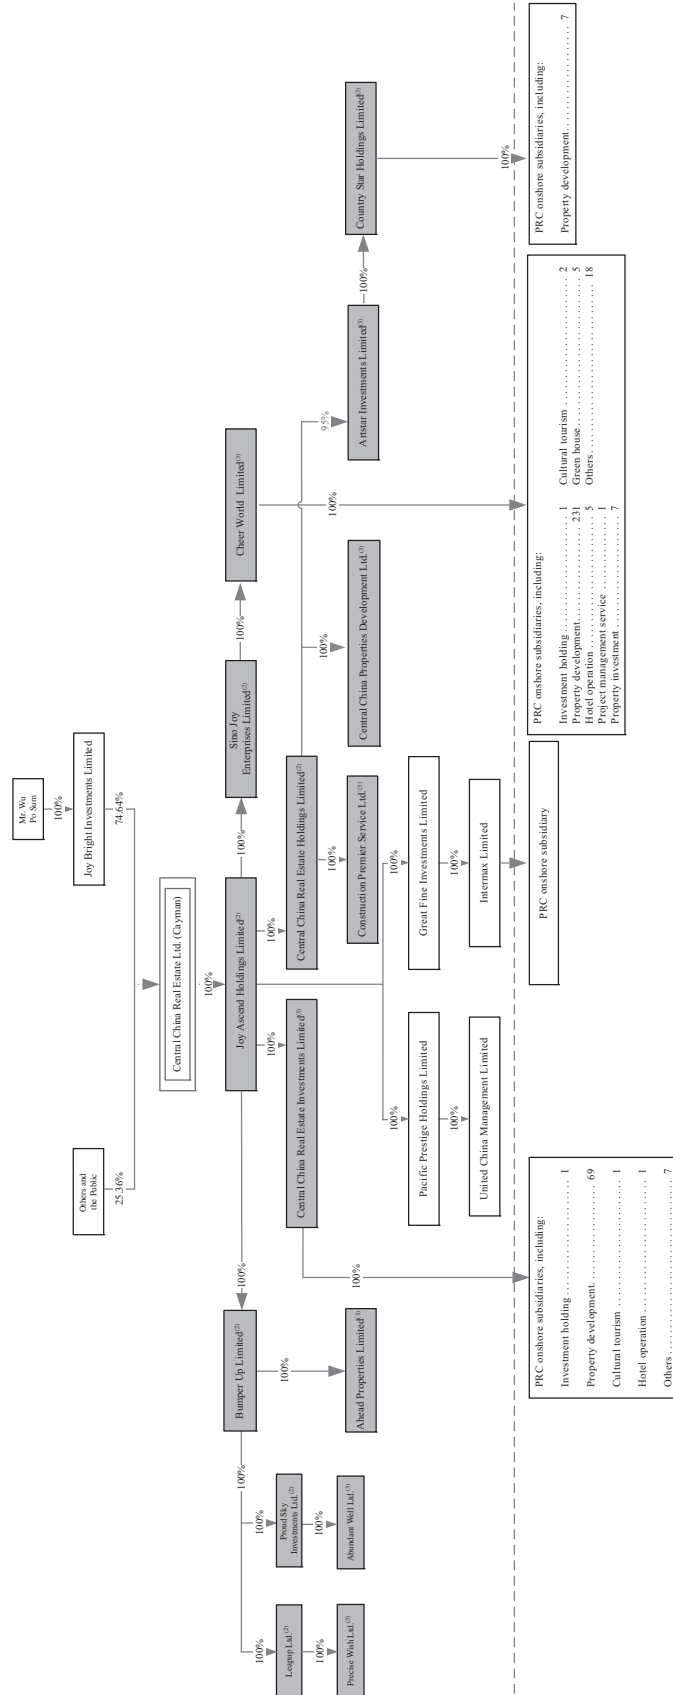 Mr. Wu
Po Sum
100%
Others and
the Public
Joy Bright Investments Limited
25.36%
74.64%
Central China Real Estate Ltd. (Cayman)
100%
Bumper Up Limited(2)
100%
Joy Ascend Holdings Limited(2)
100%
Sino Joy
Enterprises Limited(2)
100%
Cheer World Limited(3)
100%
100%
100%
100%
100%
100%
Leapup Ltd.(2)
Proud Sky
Investments Ltd.(2)
Central China Real Estate Investments Limited(3)
Central China Real Estate Holdings Limited(2)
100%
100%
100%
100%
100%
95%
100%
Precise Wish Ltd.(3)
Abundant Well Ltd.(3)
Ahead Properties Limited(3)
Construction Premier Service Ltd.(3)
Central China Properties Development Ltd.(3)
Artstar Investments Limited(3)
100%
Country Star Holdings Limited(3)
100%
100%
Pacific Prestige Holdings Limited
Great Fine Investments Limited
100%
100%
United China Management Limited
Intermax Limited
100%
PRC onshore subsidiaries, including:
Investment holding 1
Property development 69
Cultural tourism 1
Hotel operation 1
Others 7
PRC onshore subsidiary
PRC onshore subsidiaries, including:
Investment holding 1
Property development 231
Hotel operation 5
Project management service 1
Property investment 7
Cultural tourism 2
Green house 5
Others 18
PRC onshore subsidiaries, including:
Property development 7